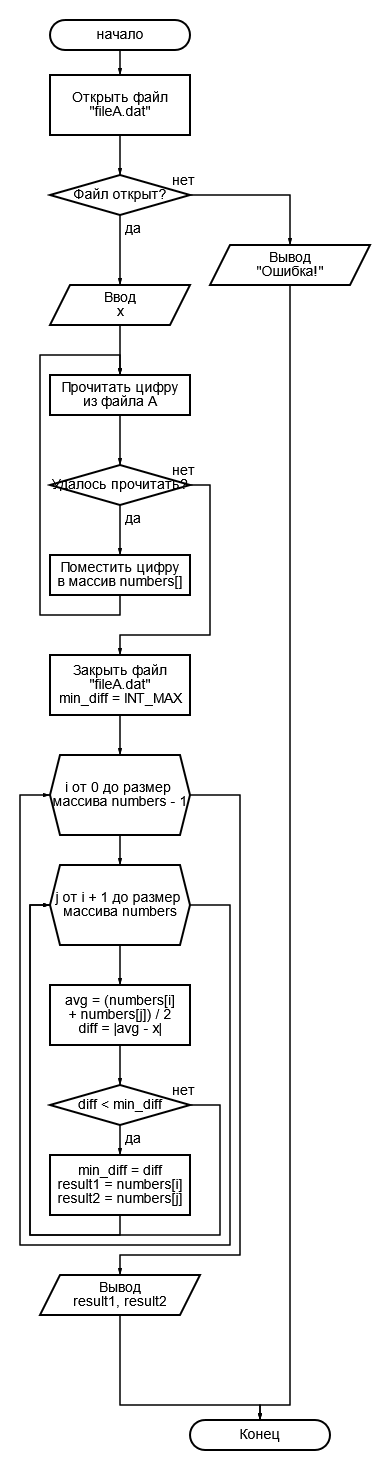 начало
Открыть файл
"fileA.dat"
Файл открыт?
нет
да
Вывод
"Ошибка!"
Ввод
x
Прочитать цифру
из файла А
Удалось прочитать?
нет
да
Поместить цифру
в массив numbers[]
Закрыть файл
"fileA.dat"
min_diff = INT_MAX
i от 0 до размер
массива numbers - 1
j от i + 1 до размер
массива numbers
avg = (numbers[i]
+ numbers[j]) / 2
diff = |avg - x|
diff < min_diff
нет
да
min_diff = diff
result1 = numbers[i]
result2 = numbers[j]
Вывод
result1, result2
Конец